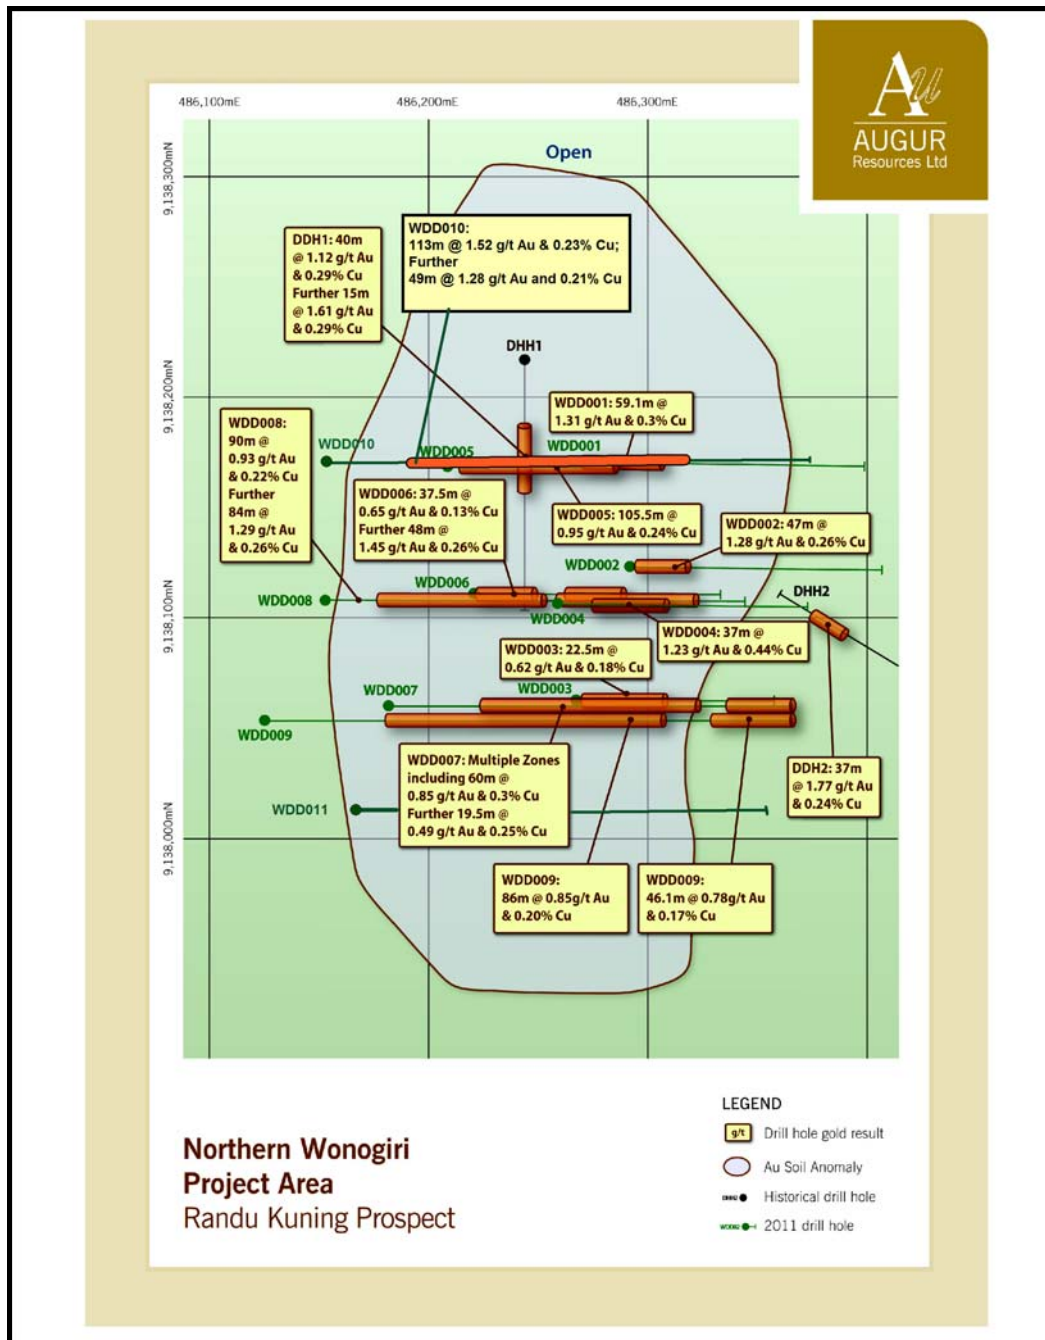 Au
AUGUR
Resources Ltd
486,100mE
486,200mE
486,300mE
9,138,300mN
9,138,200mN
9,138,100mN
9,138,000mN
Open
DDH1: 40m
@ 1.12 g/t Au
& 0.29% Cu
Further 15m
@ 1.61 g/t Au
& 0.29% Cu
WDD010:
113m @ 1.52 g/t Au & 0.23% Cu;
Further
49m @ 1.28 g/t Au and 0.21% Cu
DHH1
WDD001: 59.1m @
1.31 g/t Au & 0.3% Cu
WDD008:
90m @
0.93 g/t Au
& 0.22% Cu
Further
84m @
1.29 g/t Au
& 0.26% Cu
WDD010
WDD005
WDD001
WDD006: 37.5m @
0.65 g/t Au & 0.13% Cu
Further 48m @
1.45 g/t Au & 0.26% Cu
WDD005: 105.5m @
0.95 g/t Au & 0.24% Cu
WDD002: 47m @
1.28 g/t Au & 0.26% Cu
WDD002
WDD006
WDD008
WDD004
DHH2
WDD004: 37m @
1.23 g/t Au & 0.44% Cu
WDD003: 22.5m @
0.62 g/t Au & 0.18% Cu
WDD007
WDD003
WDD009
WDD007: Multiple Zones
including 60m @
0.85 g/t Au & 0.3% Cu
Further 19.5m @
0.49 g/t Au & 0.25% Cu
DDH2: 37m
@ 1.77 g/t Au
& 0.24% Cu
WDD011
WDD009:
86m @ 0.85g/t Au
& 0.20% Cu
WDD009:
46.1m @ 0.78g/t Au
& 0.17% Cu
Northern Wonogiri
Project Area
Randu Kuning Prospect
LEGEND
g/t Drill hole gold result
Au Soil Anomaly
Historical drill hole
2011 drill hole